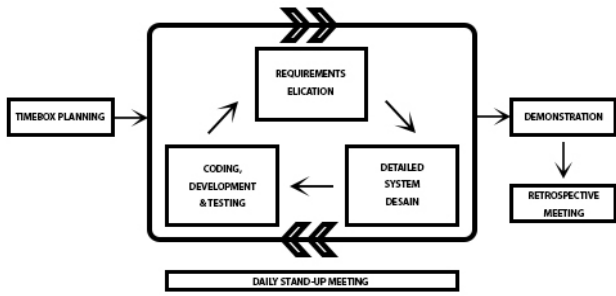 REQUIREMENTS
ELICATION
TIMEBOX PLANNING
DEMONSTRATION
CODING,
DEVELOPMENT
& TESTING
DETAILED
SYSTEM
DESAIN
RETROSPECTIVE
MEETING
DAILY STAND-UP MEETING